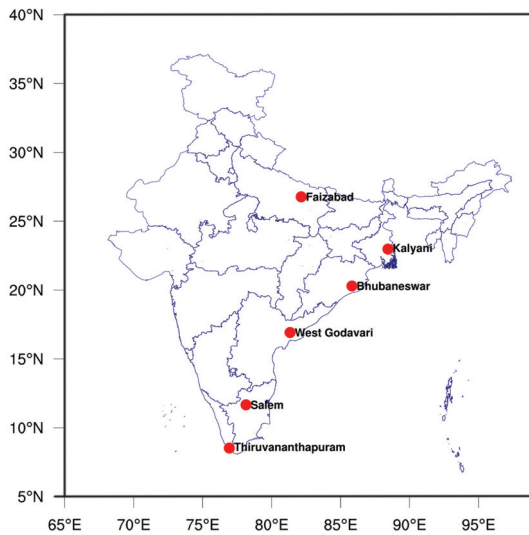 40°N
35°N
30°N
Faizabad
25°N
Kalyani
Bhubaneswar
20°N
West Godavari
15°N
Salem
10°N
Thiruvananthapuram
5°N
65°E 70°E 75°E 80°E 85°E 90°E 95°E